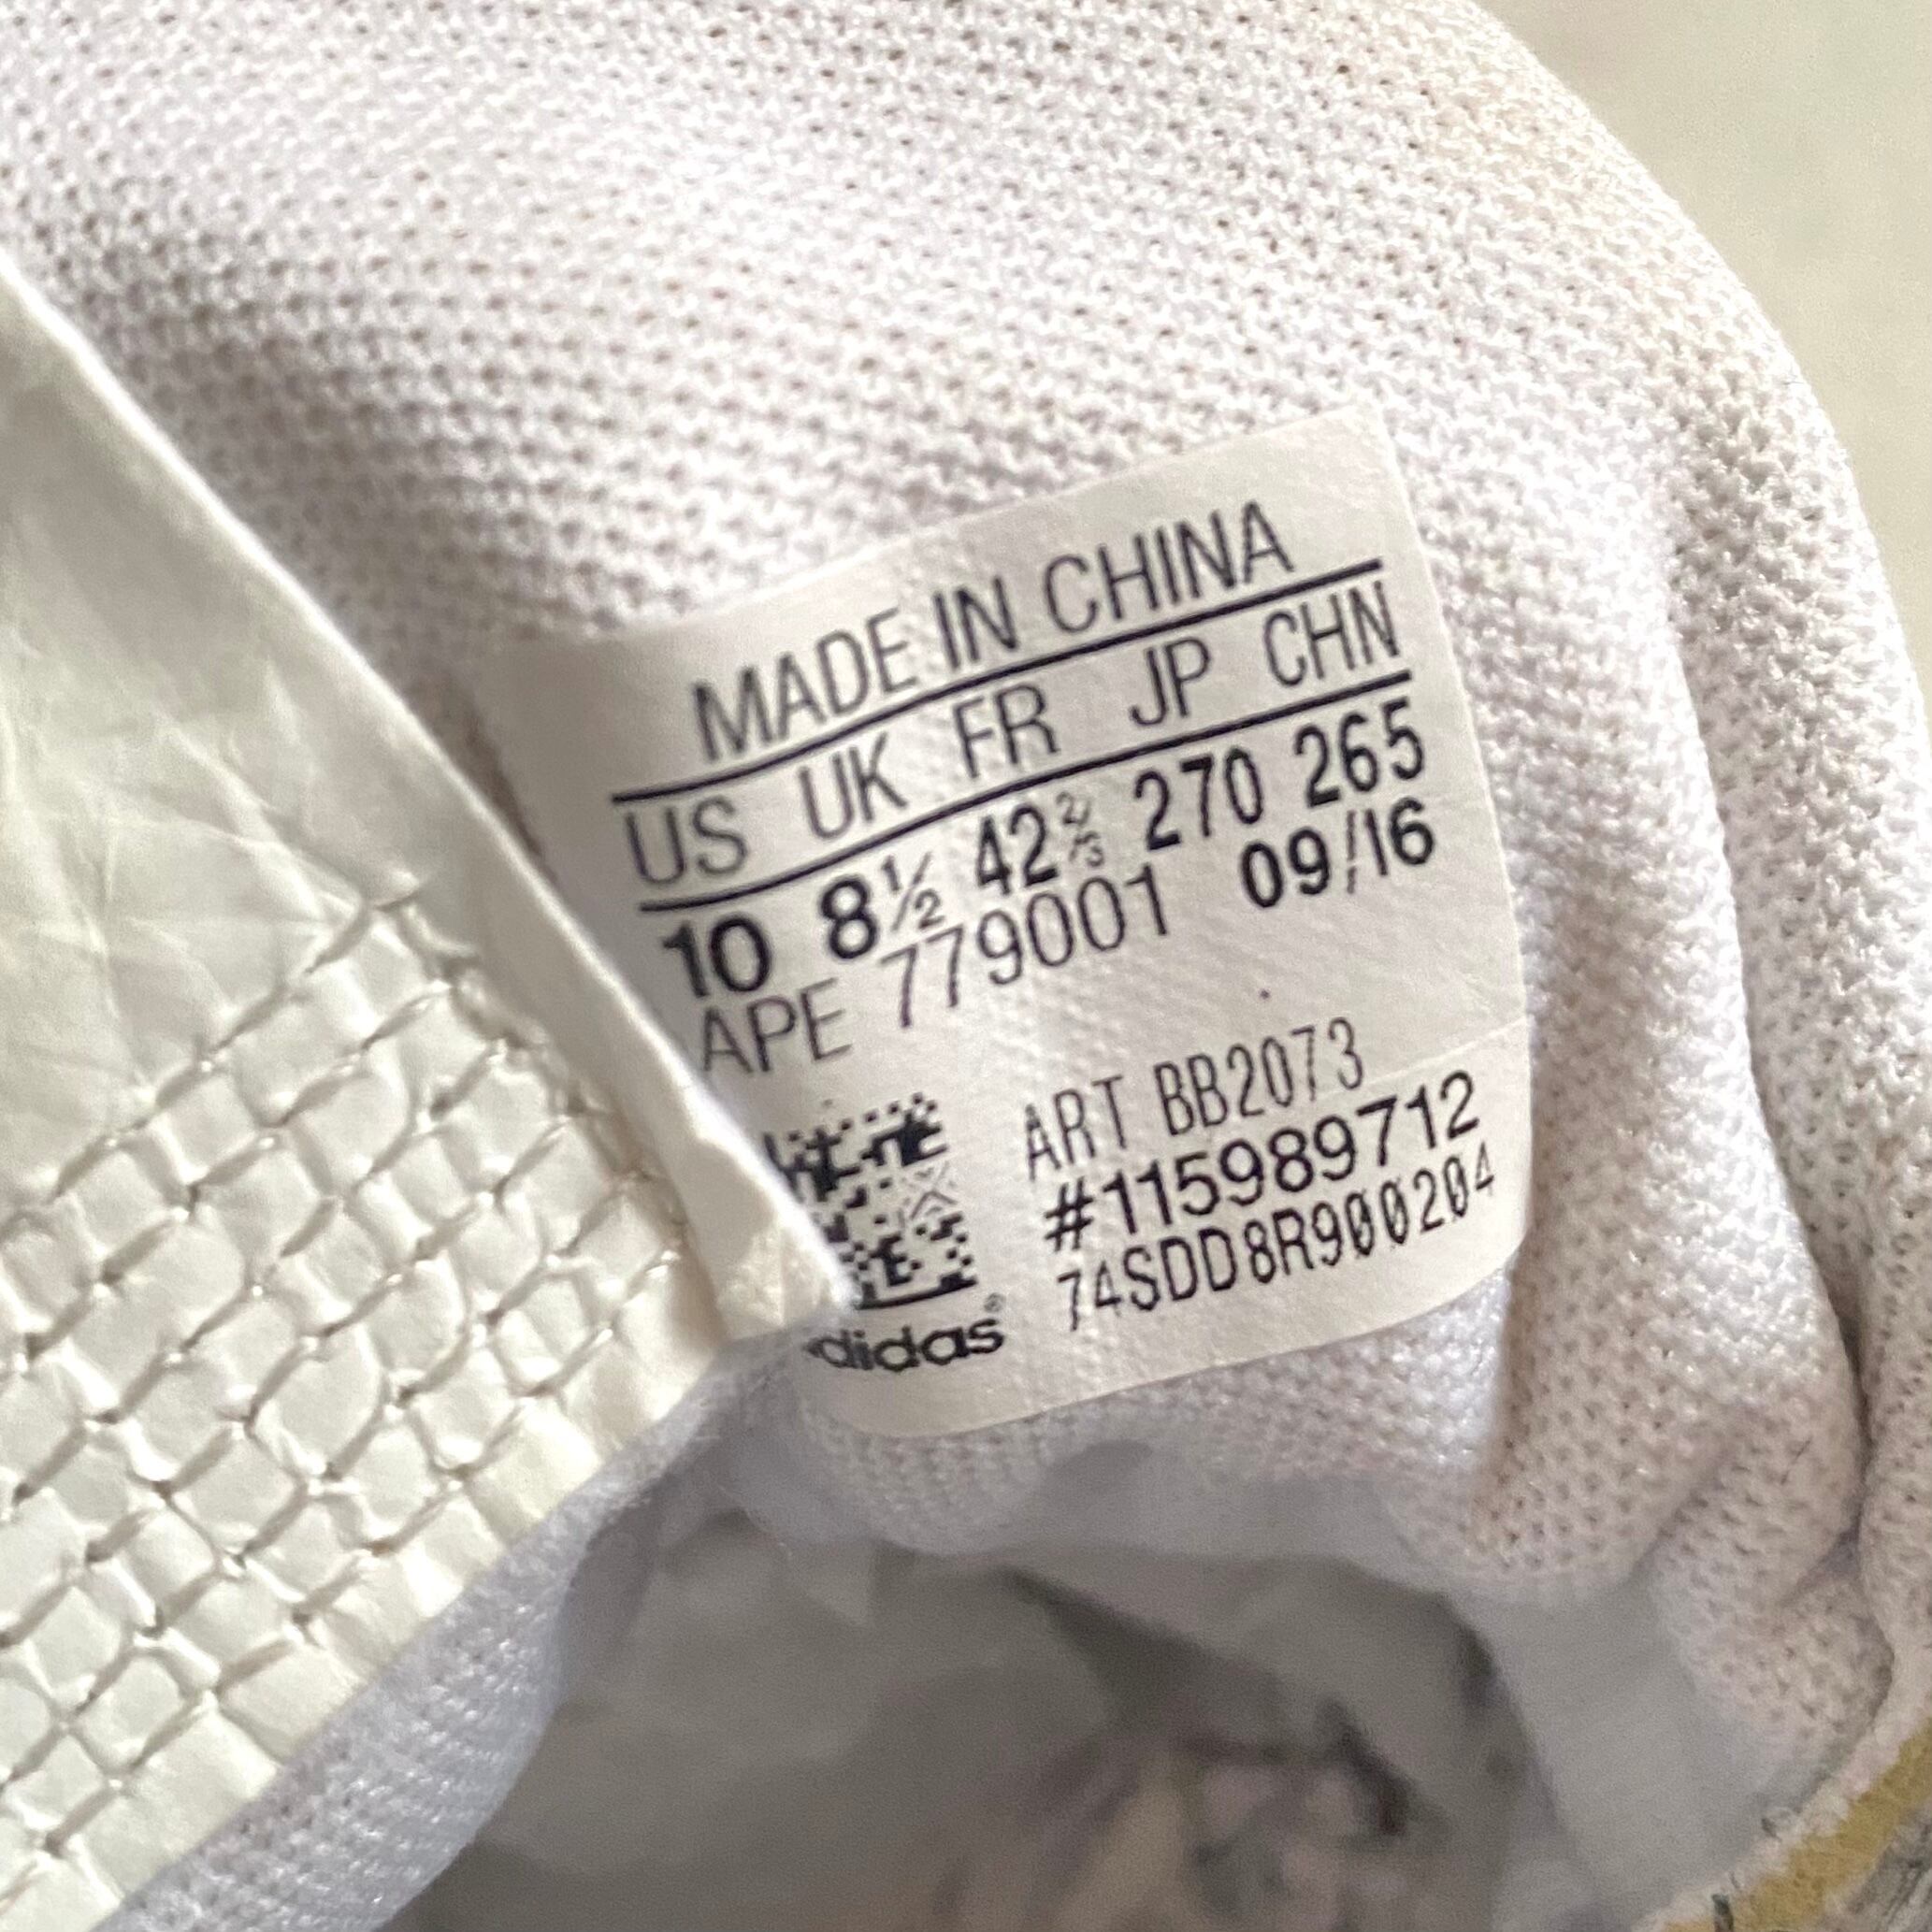 MADE IN CHINA
US UK FR JP CHN
10 8½ 42⅔ 270 265
APE 779001 09/16
ART BB2073
#115989712
74SDD8R900204
adidas®